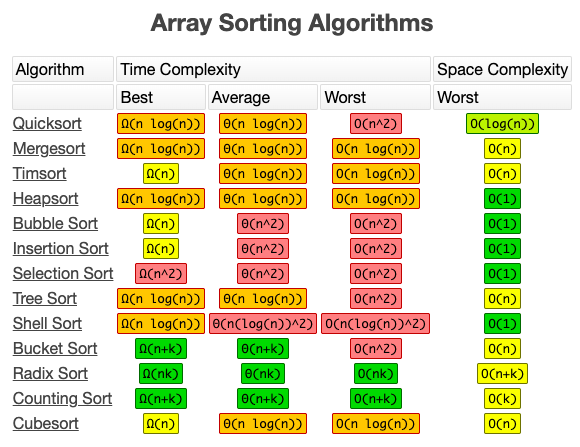 Array Sorting Algorithms
Algorithm Time Complexity Space Complexity
Best Average Worst Worst
Quicksort Ω(n log(n)) Θ(n log(n)) O(n^2) O(log(n))
Mergesort Ω(n log(n)) Θ(n log(n)) O(n log(n)) O(n)
Timsort Ω(n) Θ(n log(n)) O(n log(n)) O(n)
Heapsort Ω(n log(n)) Θ(n log(n)) O(n log(n)) O(1)
Bubble Sort Ω(n) Θ(n^2) O(n^2) O(1)
Insertion Sort Ω(n) Θ(n^2) O(n^2) O(1)
Selection Sort Ω(n^2) Θ(n^2) O(n^2) O(1)
Tree Sort Ω(n log(n)) Θ(n log(n)) O(n^2) O(n)
Shell Sort Ω(n log(n)) Θ(n(log(n))^2) O(n(log(n))^2) O(1)
Bucket Sort Ω(n+k) Θ(n+k) O(n^2) O(n)
Radix Sort Ω(nk) Θ(nk) O(nk) O(n+k)
Counting Sort Ω(n+k) Θ(n+k) O(n+k) O(k)
Cubesort Ω(n) Θ(n log(n)) O(n log(n)) O(n)